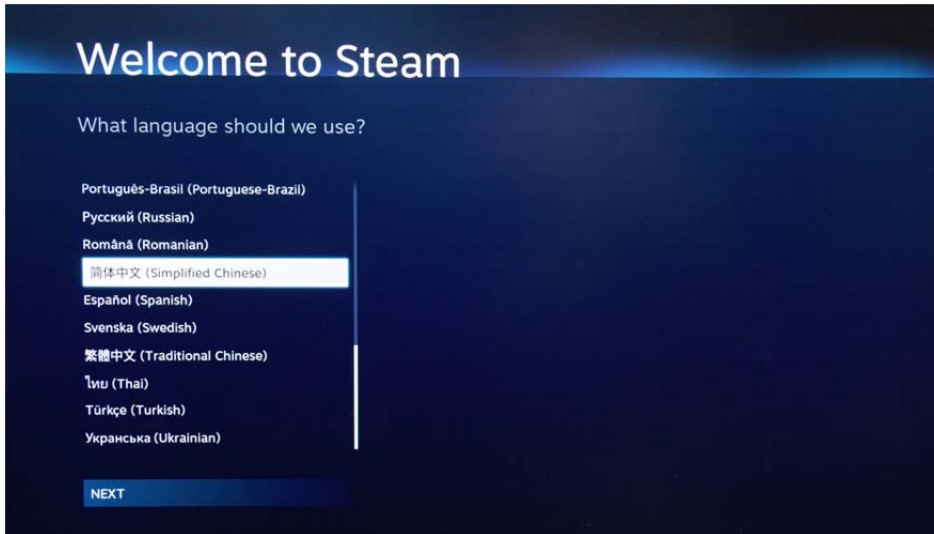 Welcome to Steam
What language should we use?
Português-Brasil (Portuguese-Brazil)
Русский (Russian)
Română (Romanian)
简体中文 (Simplified Chinese)
Español (Spanish)
Svenska (Swedish)
繁體中文 (Traditional Chinese)
ไทย (Thai)
Türkçe (Turkish)
Укранська (Ukrainian)
NEXT